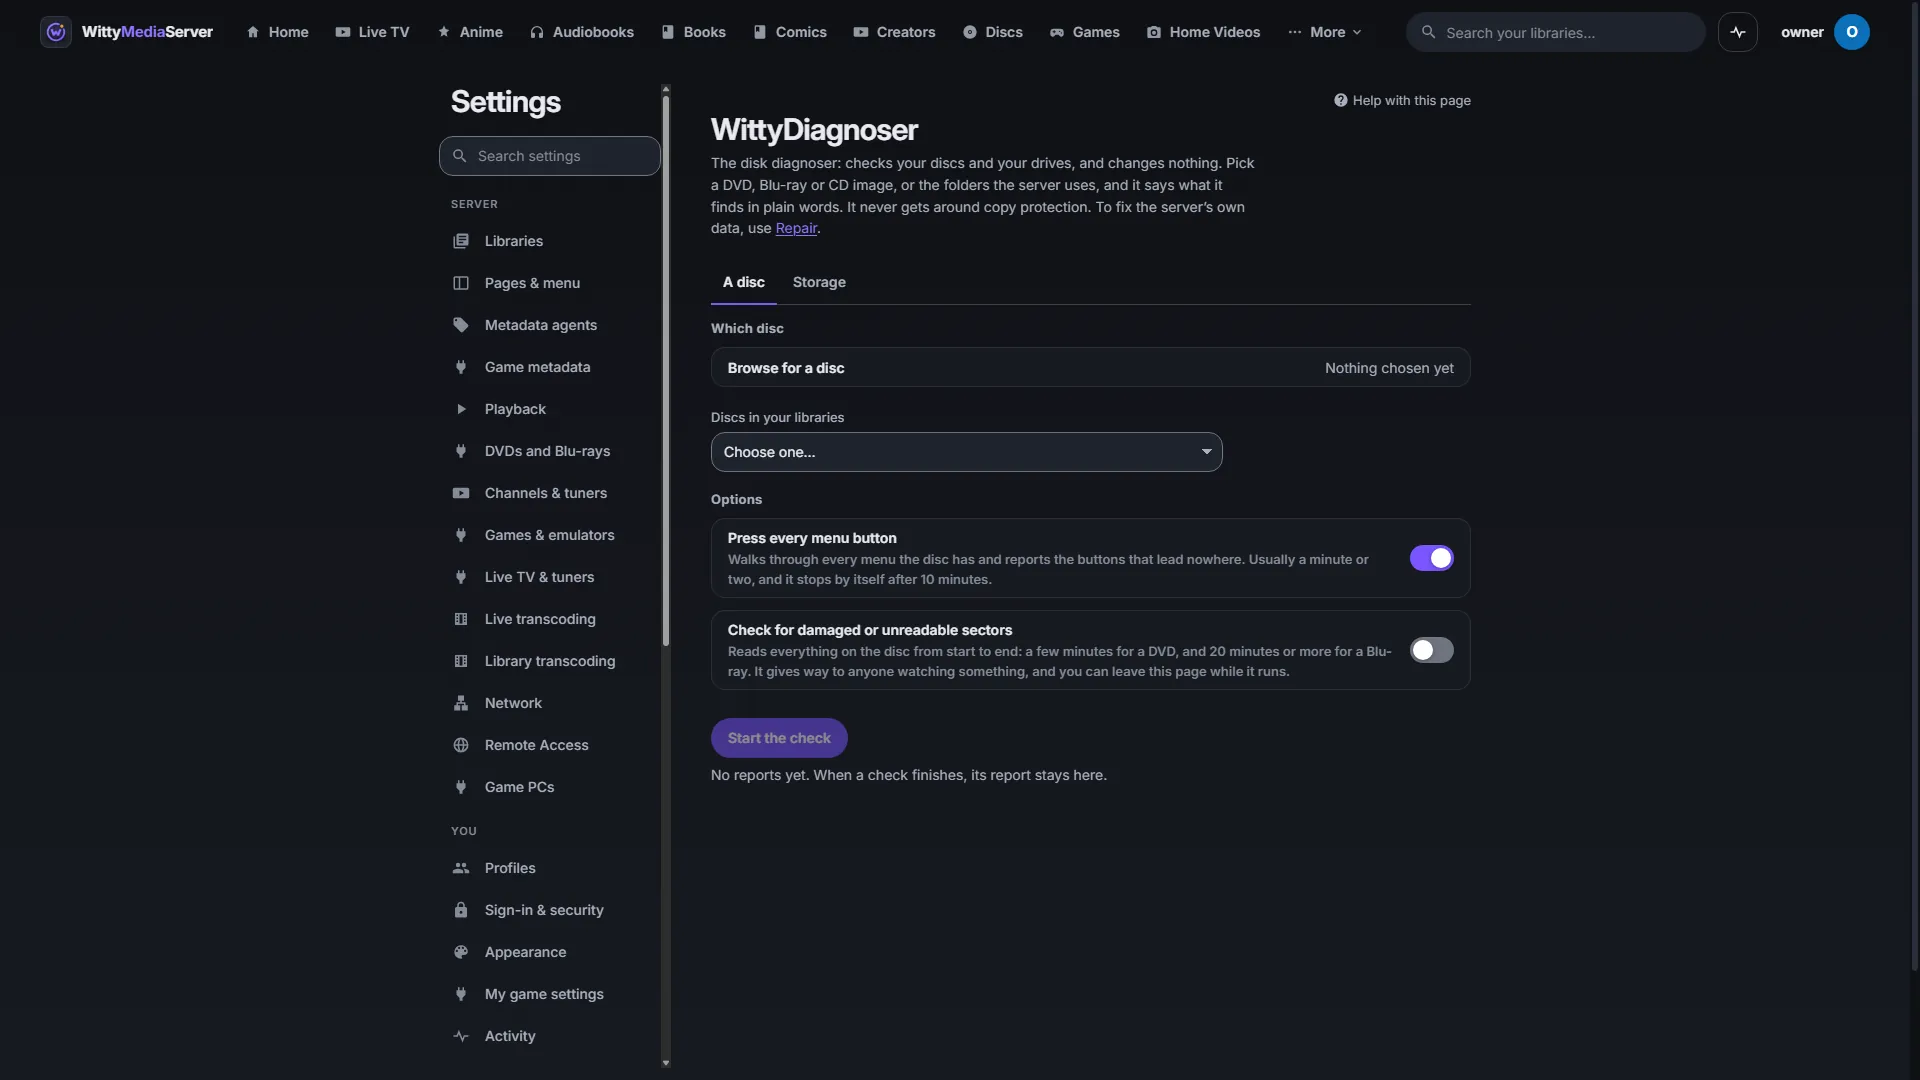 WittyMediaServer
Home
Live TV
Anime
Audiobooks
Books
Comics
Creators
Discs
Games
Home Videos
More
Search your libraries...
owner
O
Settings
Search settings
SERVER
Libraries
Pages & menu
Metadata agents
Game metadata
Playback
DVDs and Blu-rays
Channels & tuners
Games & emulators
Live TV & tuners
Live transcoding
Library transcoding
Network
Remote Access
Game PCs
YOU
Profiles
Sign-in & security
Appearance
My game settings
Activity
Help with this page
WittyDiagnoser
The disk diagnoser: checks your discs and your drives, and changes nothing. Pick
a DVD, Blu-ray or CD image, or the folders the server uses, and it says what it
finds in plain words. It never gets around copy protection. To fix the server’s own
data, use Repair.
A disc
Storage
Which disc
Browse for a disc
Nothing chosen yet
Discs in your libraries
Choose one...
Options
Press every menu button
Walks through every menu the disc has and reports the buttons that lead nowhere. Usually a minute or
two, and it stops by itself after 10 minutes.
Check for damaged or unreadable sectors
Reads everything on the disc from start to end: a few minutes for a DVD, and 20 minutes or more for a Blu-
ray. It gives way to anyone watching something, and you can leave this page while it runs.
Start the check
No reports yet. When a check finishes, its report stays here.